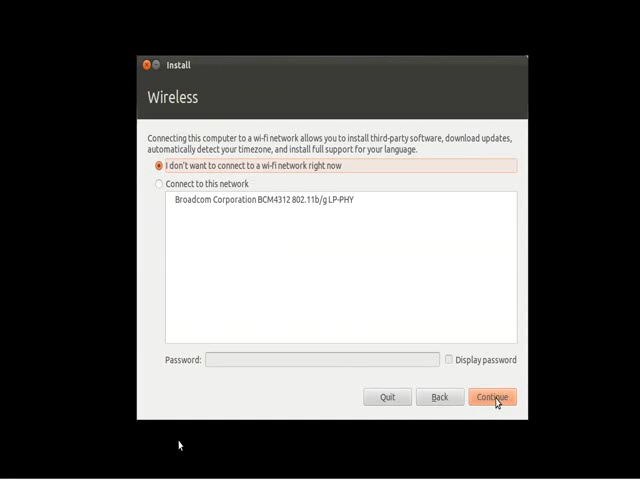 Install
Wireless
Connecting this computer to a wi-fi network allows you to install third-party software, download updates,
automatically detect your timezone, and install full support for your language.
I don't want to connect to a wi-fi network right now
Connect to this network
Broadcom Corporation BCM4312 802.11b/g LP-PHY
Password:
Display password
Quit
Back
Continue